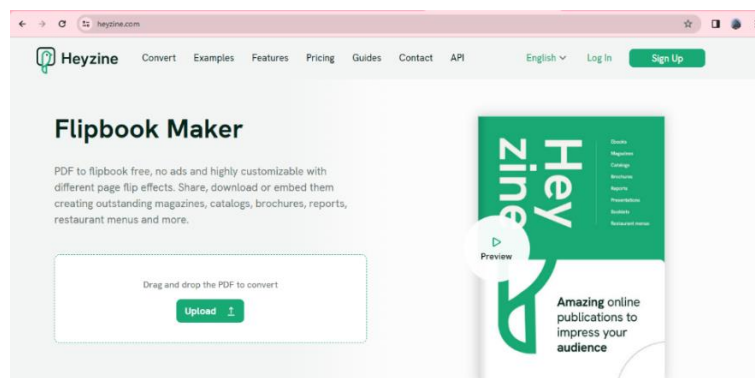 heyzine.com
Heyzine Convert Examples Features Pricing Guides Contact API English Log In Sign Up
Flipbook Maker
PDF to flipbook free, no ads and highly customizable with
different page flip effects. Share, download or embed them
creating outstanding magazines, catalogs, brochures, reports,
restaurant menus and more.
Drag and drop the PDF to convert
Upload
Hey
zine
Ebooks
Magazines
Catalogs
Brochures
Reports
Presentations
Booklets
Restaurant menus
Preview
Amazing online
publications to
impress your
audience